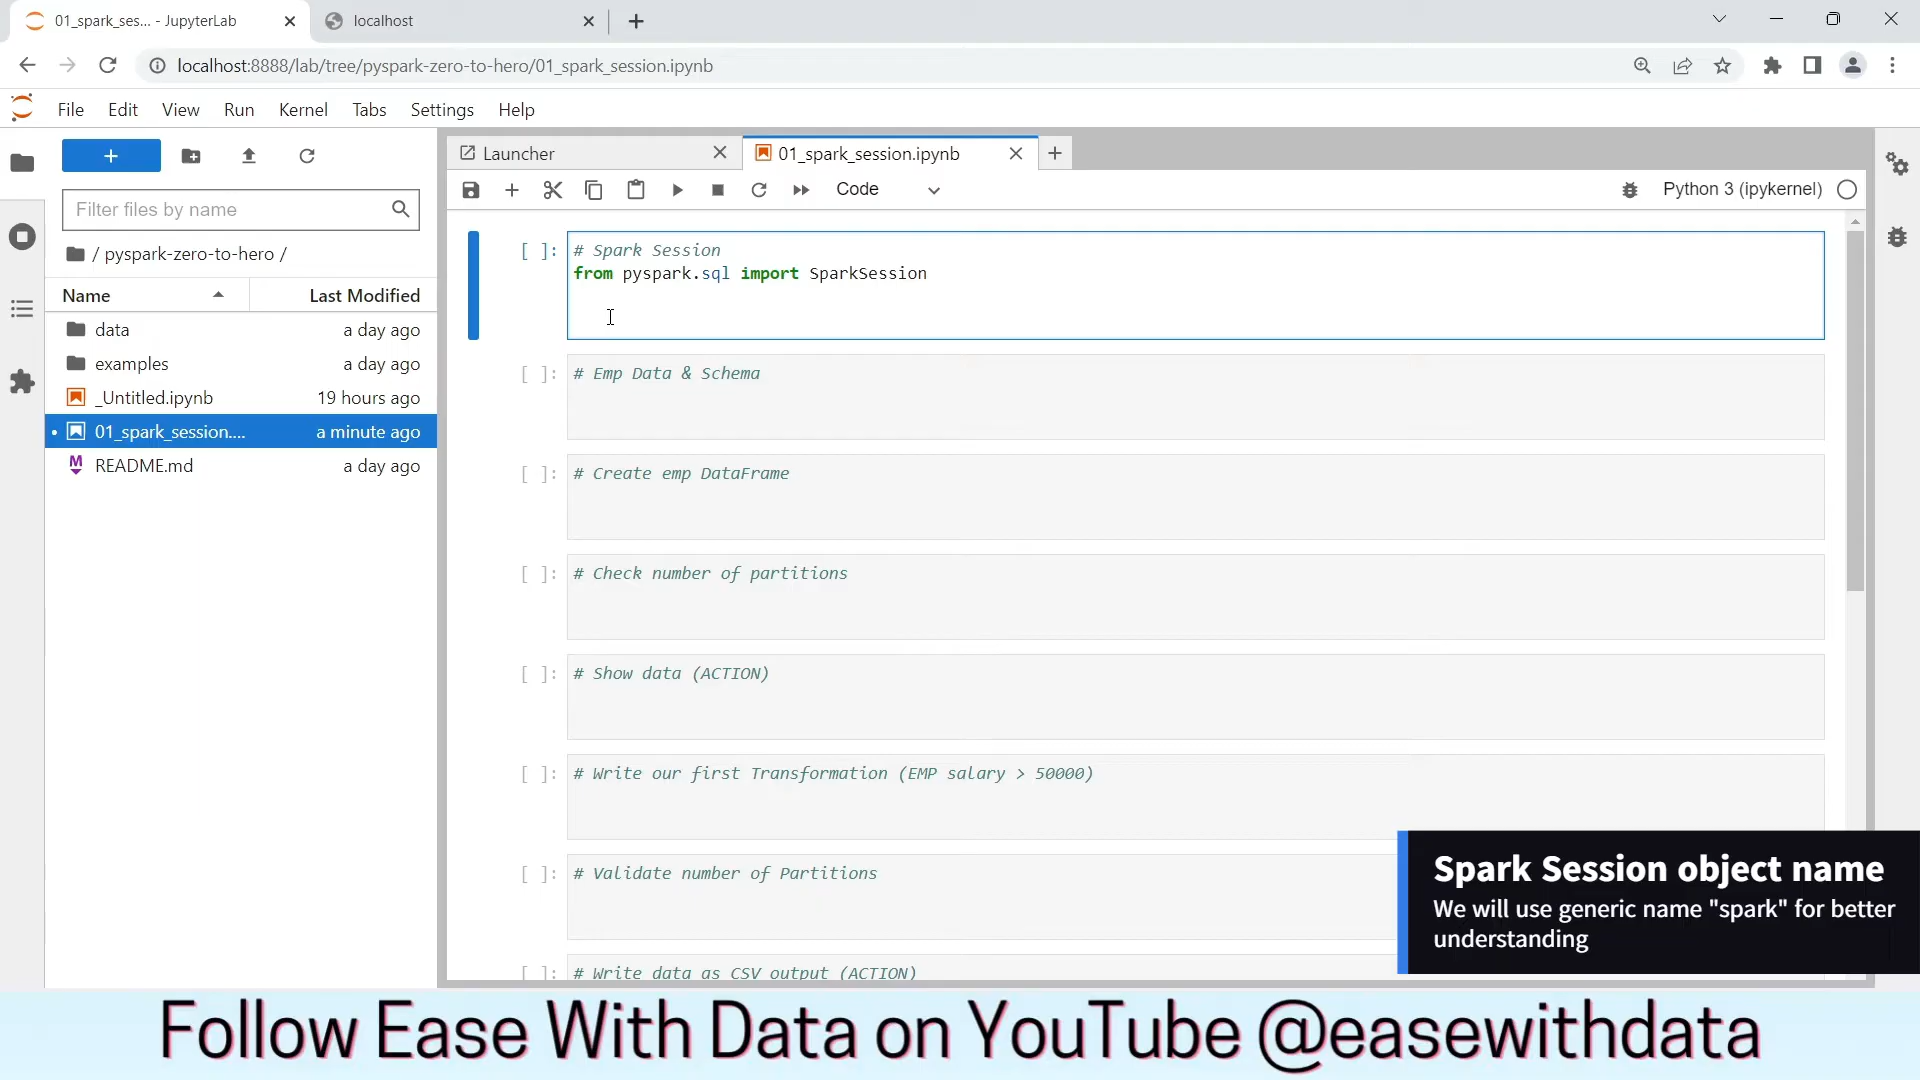 01_spark_ses... - JupyterLab
localhost
localhost:8888/lab/tree/pyspark-zero-to-hero/01_spark_session.ipynb
File Edit View Run Kernel Tabs Settings Help
Filter files by name
/ pyspark-zero-to-hero /
Name Last Modified
data a day ago
examples a day ago
_Untitled.ipynb 19 hours ago
01_spark_session.... a minute ago
README.md a day ago
Launcher
01_spark_session.ipynb
Code
Python 3 (ipykernel)
[ ]: # Spark Session
from pyspark.sql import SparkSession
[ ]: # Emp Data & Schema
[ ]: # Create emp DataFrame
[ ]: # Check number of partitions
[ ]: # Show data (ACTION)
[ ]: # Write our first Transformation (EMP salary > 50000)
[ ]: # Validate number of Partitions
[ ]: # Write data as CSV output (ACTION)
Spark Session object name
We will use generic name "spark" for better
understanding
Follow Ease With Data on YouTube @easewithdata